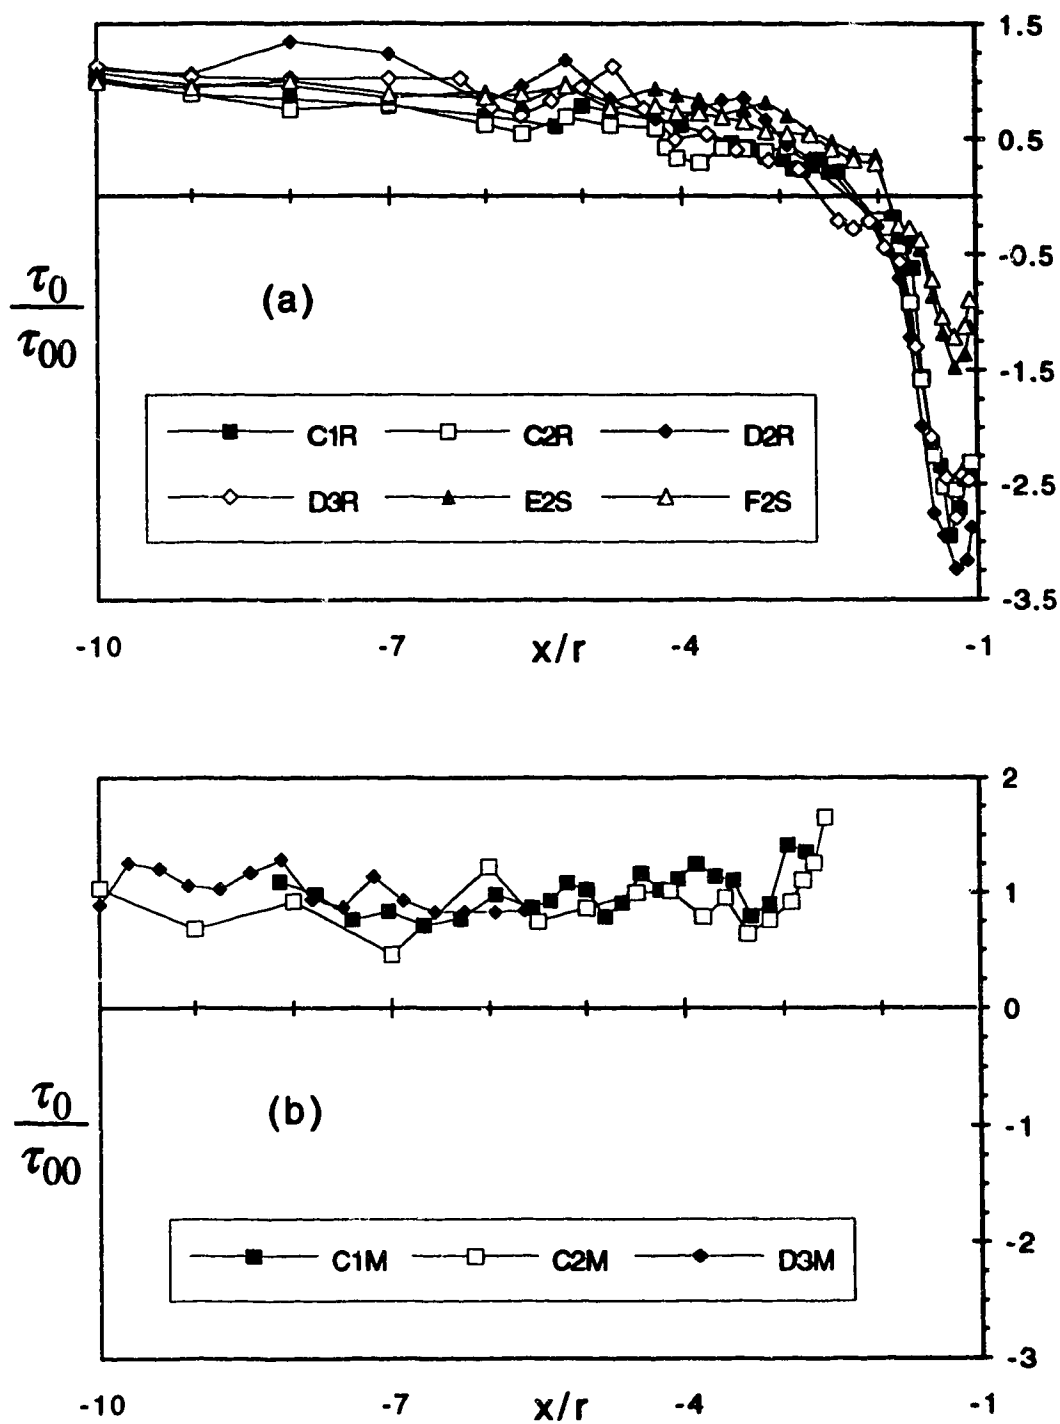 1.5
0.5
-0.5
τ0
τ00
(a)
-1.5
C1R C2R D2R
D3R E2S F2S
-2.5
-3.5
-10 -7 x/r -4 -1
2
1
0
τ0
τ00
(b)
-1
-2
C1M C2M D3M
-3
-10 -7 x/r -4 -1